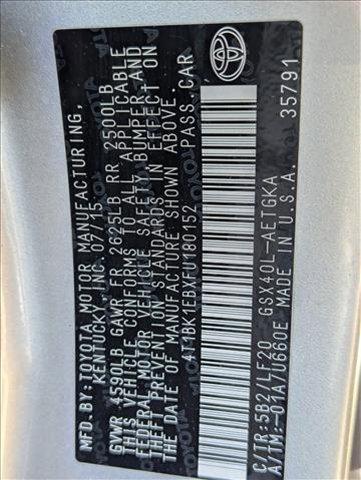 MFD.BY:TOYOTA MOTOR MANUFACTURING,
KENTUCKY, INC. 07/15
GVWR 4590LB GAWR FR 2625LB RR 2500LB
THIS VEHICLE CONFORMS TO ALL APPLICABLE
FEDERAL MOTOR VEHICLE SAFETY, BUMPER, AND
THEFT PREVENTION STANDARDS IN EFFECT ON
THE DATE OF MANUFACTURE SHOWN ABOVE.
4T1BK1EBXFU180152 PASS.CAR
C/TR:5B2/LF20 GSX40L-AETGKA
A/TM:-01A/U660E MADE IN U.S.A.
35791